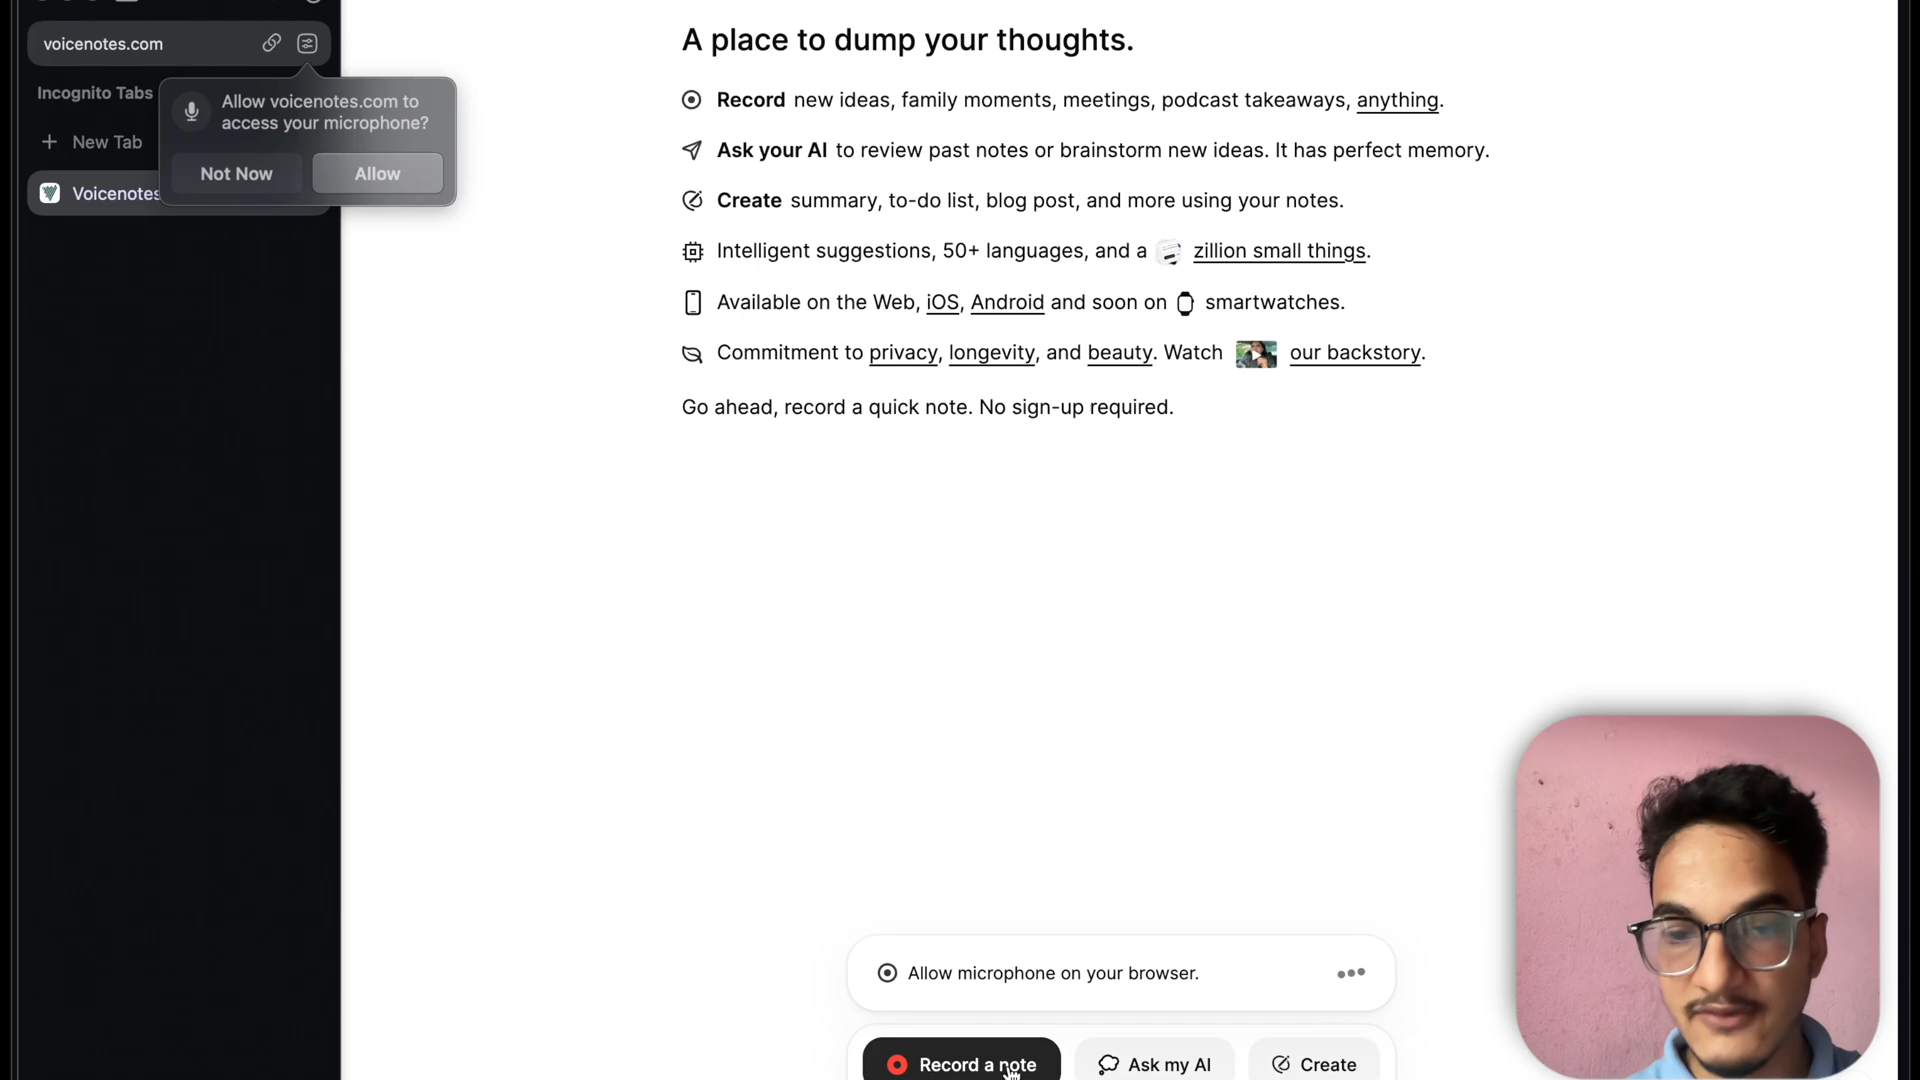 voicenotes.com
Incognito Tabs
Allow voicenotes.com to
access your microphone?
New Tab
Not Now
Allow
Voicenotes
A place to dump your thoughts.
Record new ideas, family moments, meetings, podcast takeaways, anything.
Ask your AI to review past notes or brainstorm new ideas. It has perfect memory.
Create summary, to-do list, blog post, and more using your notes.
Intelligent suggestions, 50+ languages, and a zillion small things.
Available on the Web, iOS, Android and soon on smartwatches.
Commitment to privacy, longevity, and beauty. Watch our backstory.
Go ahead, record a quick note. No sign-up required.
Allow microphone on your browser.
Record a note
Ask my AI
Create